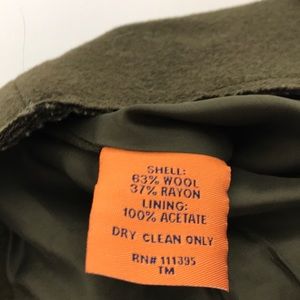 SHELL:
63% WOOL
37% RAYON
LINING:
100% ACETATE
DRY CLEAN ONLY
RN# 111395
TM